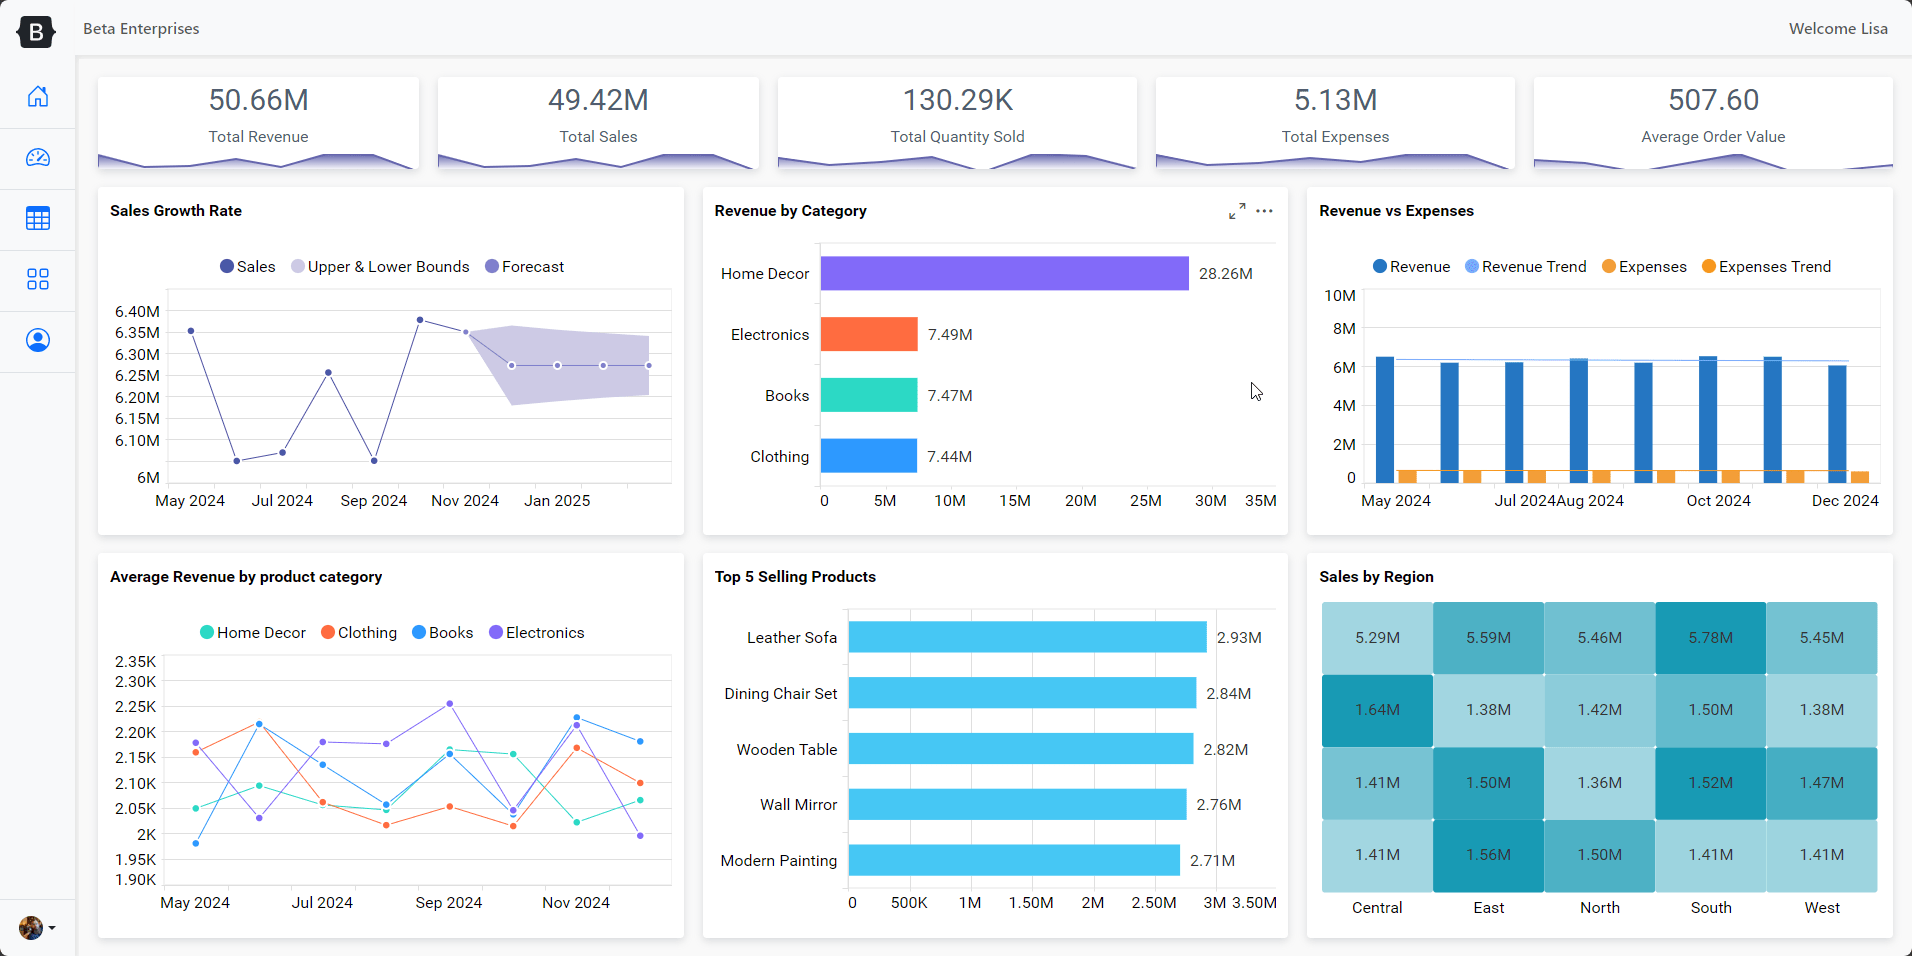 B
Beta Enterprises
Welcome Lisa
50.66M
Total Revenue
49.42M
Total Sales
130.29K
Total Quantity Sold
5.13M
Total Expenses
507.60
Average Order Value
Sales Growth Rate
Sales Upper & Lower Bounds Forecast
6.40M
6.35M
6.30M
6.25M
6.20M
6.15M
6.10M
6M
May 2024 Jul 2024 Sep 2024 Nov 2024 Jan 2025
Revenue by Category
Home Decor 28.26M
Electronics 7.49M
Books 7.47M
Clothing 7.44M
0 5M 10M 15M 20M 25M 30M 35M
Revenue vs Expenses
Revenue Revenue Trend Expenses Expenses Trend
10M
8M
6M
4M
2M
0
May 2024 Jul 2024 Aug 2024 Oct 2024 Dec 2024
Average Revenue by product category
Home Decor Clothing Books Electronics
2.35K
2.30K
2.25K
2.20K
2.15K
2.10K
2.05K
2K
1.95K
1.90K
May 2024 Jul 2024 Sep 2024 Nov 2024
Top 5 Selling Products
Leather Sofa 2.93M
Dining Chair Set 2.84M
Wooden Table 2.82M
Wall Mirror 2.76M
Modern Painting 2.71M
0 500K 1M 1.50M 2M 2.50M 3M 3.50M
Sales by Region
5.29M 5.59M 5.46M 5.78M 5.45M
1.64M 1.38M 1.42M 1.50M 1.38M
1.41M 1.50M 1.36M 1.52M 1.47M
1.41M 1.56M 1.50M 1.41M 1.41M
Central East North South West